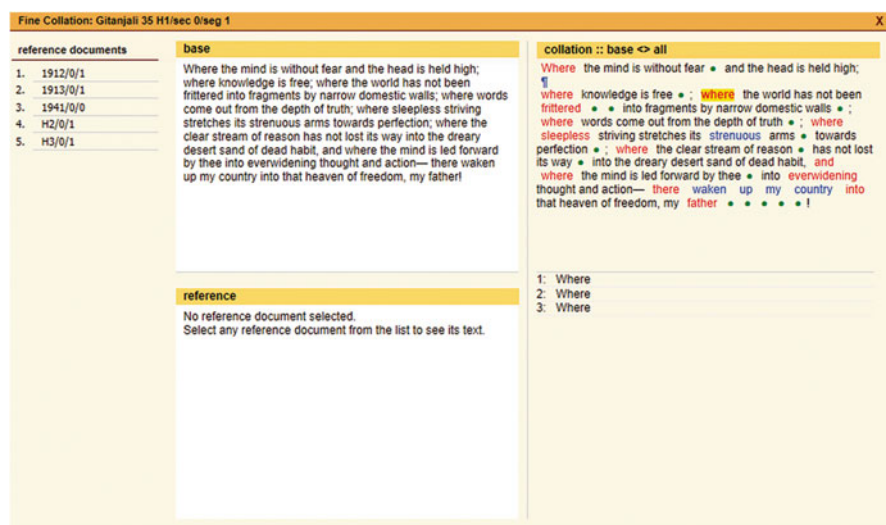 Fine Collation: Gitanjali 35 H1/sec 0/seg 1 X
reference documents
1. 1912/0/1
2. 1913/0/1
3. 1941/0/0
4. H2/0/1
5. H3/0/1
base
Where the mind is without fear and the head is held high;
where knowledge is free; where the world has not been
frittered into fragments by narrow domestic walls; where words
come out from the depth of truth; where sleepless striving
stretches its strenuous arms towards perfection; where the
clear stream of reason has not lost its way into the dreary
desert sand of dead habit, and where the mind is led forward
by thee into everwidening thought and action— there waken
up my country into that heaven of freedom, my father!
reference
No reference document selected.
Select any reference document from the list to see its text.
collation :: base <> all
Where the mind is without fear • and the head is held high;
¶
where knowledge is free • ; where the world has not been
frittered • • into fragments by narrow domestic walls • ;
where words come out from the depth of truth • ; where
sleepless striving stretches its strenuous arms • towards
perfection • ; where the clear stream of reason • has not lost
its way • into the dreary desert sand of dead habit, and
where the mind is led forward by thee • into everwidening
thought and action— there waken up my country into
that heaven of freedom, my father • • • • • !
1: Where
2: Where
3: Where